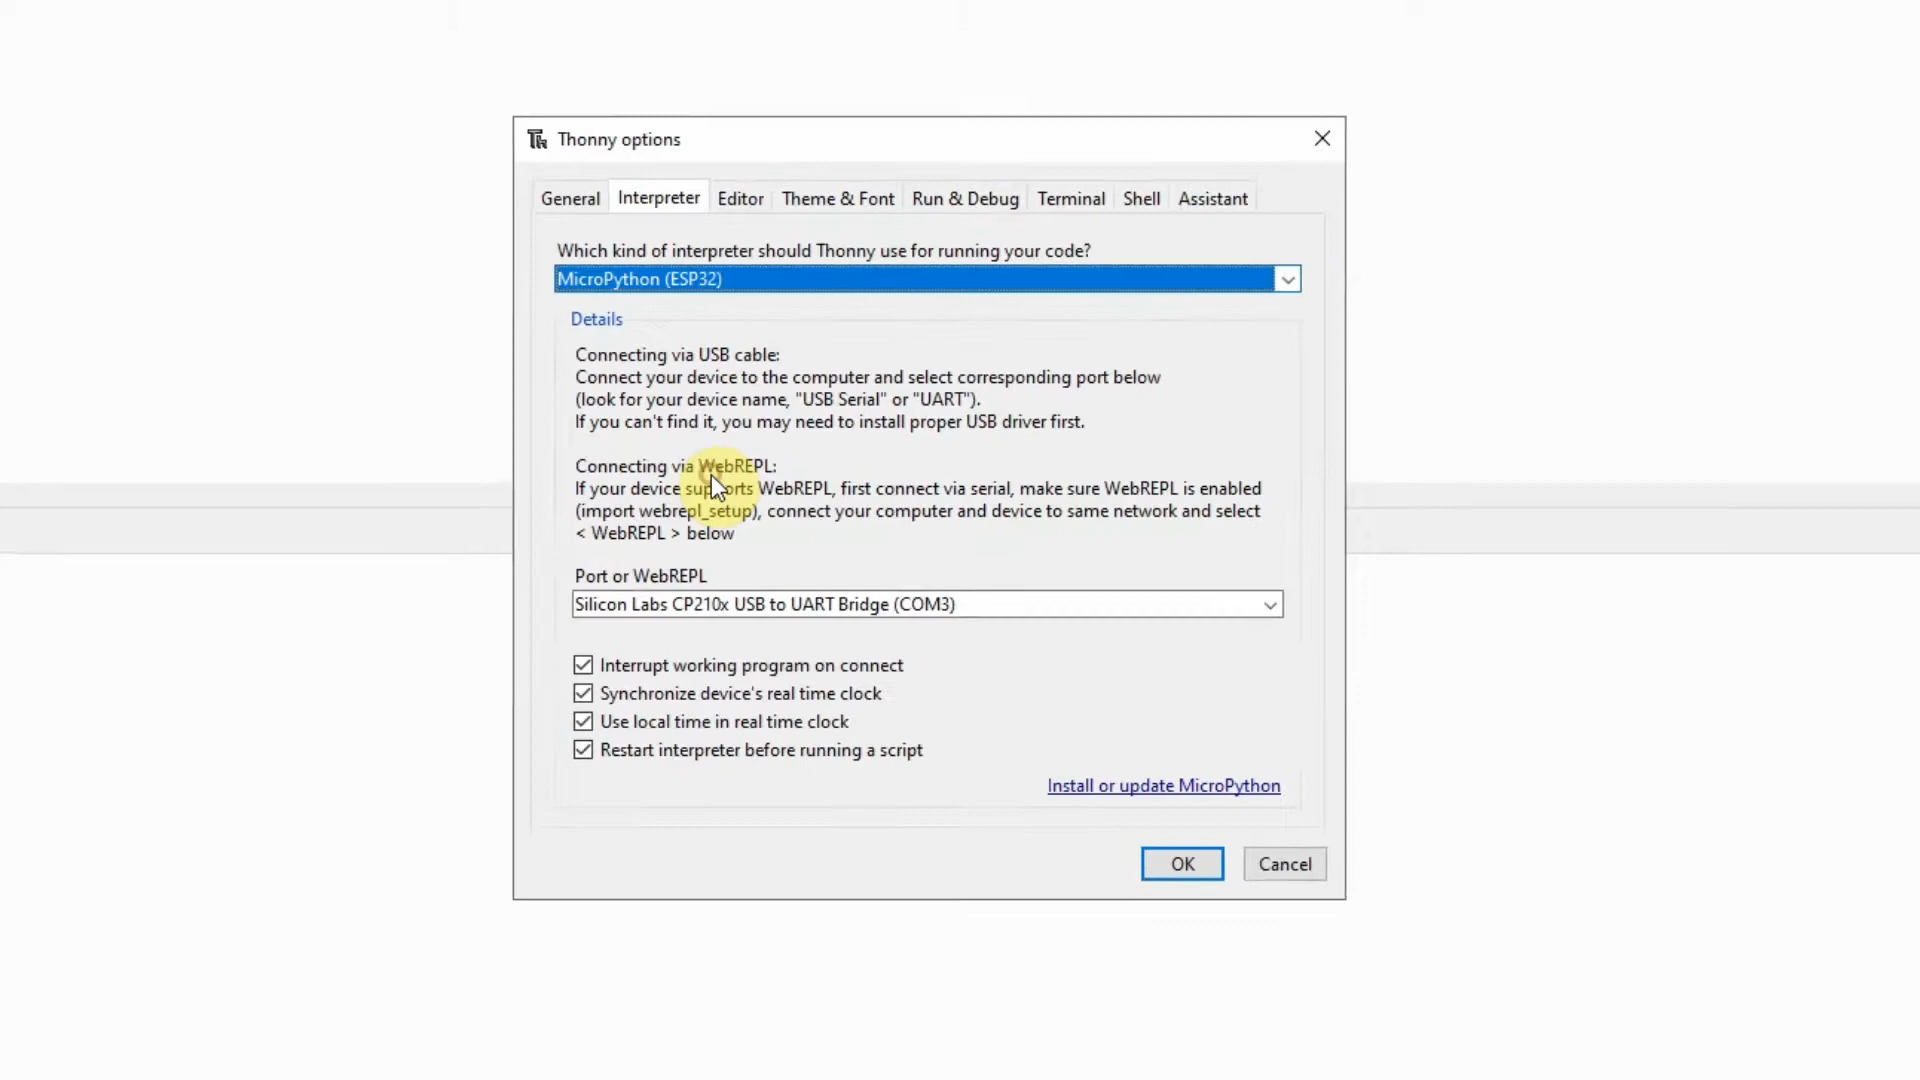 Thonny options
General Interpreter Editor Theme & Font Run & Debug Terminal Shell Assistant
Which kind of interpreter should Thonny use for running your code?
MicroPython (ESP32)
Details
Connecting via USB cable:
Connect your device to the computer and select corresponding port below
(look for your device name, "USB Serial" or "UART").
If you can't find it, you may need to install proper USB driver first.
Connecting via WebREPL:
If your device supports WebREPL, first connect via serial, make sure WebREPL is enabled
(import webrepl_setup), connect your computer and device to same network and select
< WebREPL > below
Port or WebREPL
Silicon Labs CP210x USB to UART Bridge (COM3)
Interrupt working program on connect
Synchronize device's real time clock
Use local time in real time clock
Restart interpreter before running a script
Install or update MicroPython
OK Cancel